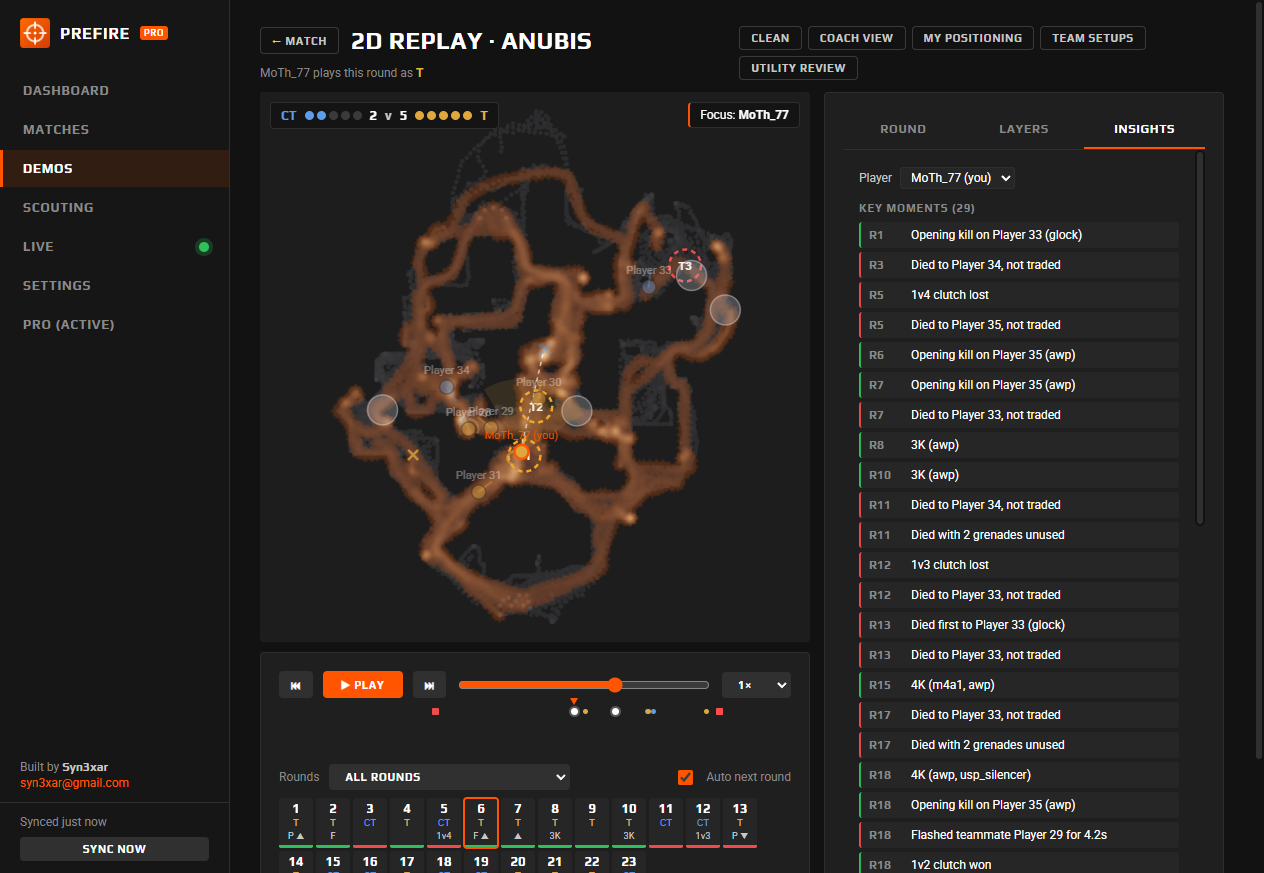 PREFIRE PRO
DASHBOARD
MATCHES
DEMOS
SCOUTING
LIVE
SETTINGS
PRO (ACTIVE)
Built by Syn3xar
syn3xar@gmail.com
Synced just now
SYNC NOW
← MATCH
2D REPLAY · ANUBIS
MoTh_77 plays this round as T
CLEAN
COACH VIEW
MY POSITIONING
TEAM SETUPS
UTILITY REVIEW
CT 2 v 5 T
Focus: MoTh_77
Player 33
T3
Player 34
Player 30
T2
Player 29
MoTh_77 (you)
Player 31
▶ PLAY
1×
Rounds
ALL ROUNDS
Auto next round
1 2 3 4 5 6 7 8 9 10 11 12 13
T T CT T CT T T T T T CT CT T
P ▲ F 1v4 F ▲ ▲ 3K 3K 1v3 P ▼
14 15 16 17 18 19 20 21 22 23
ROUND
LAYERS
INSIGHTS
Player MoTh_77 (you)
KEY MOMENTS (29)
R1 Opening kill on Player 33 (glock)
R3 Died to Player 34, not traded
R5 1v4 clutch lost
R5 Died to Player 35, not traded
R6 Opening kill on Player 35 (awp)
R7 Opening kill on Player 35 (awp)
R7 Died to Player 33, not traded
R8 3K (awp)
R10 3K (awp)
R11 Died to Player 34, not traded
R11 Died with 2 grenades unused
R12 1v3 clutch lost
R12 Died to Player 33, not traded
R13 Died first to Player 33 (glock)
R13 Died to Player 33, not traded
R15 4K (m4a1, awp)
R17 Died to Player 33, not traded
R17 Died with 2 grenades unused
R18 4K (awp, usp_silencer)
R18 Opening kill on Player 35 (awp)
R18 Flashed teammate Player 29 for 4.2s
R18 1v2 clutch won